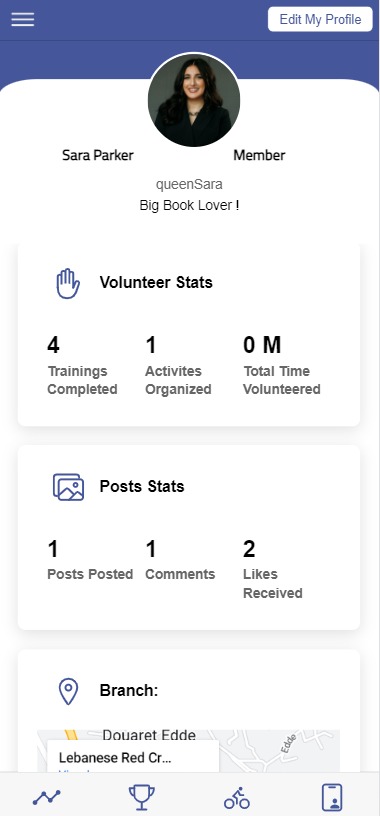 Edit My Profile
Sara Parker Member
queenSara
Big Book Lover !
Volunteer Stats
4 1 0 M
Trainings Activites Total Time
Completed Organized Volunteered
Posts Stats
1 1 2
Posts Posted Comments Likes
Received
Branch:
Douaret Edde
Edde
Lebanese Red Cr...